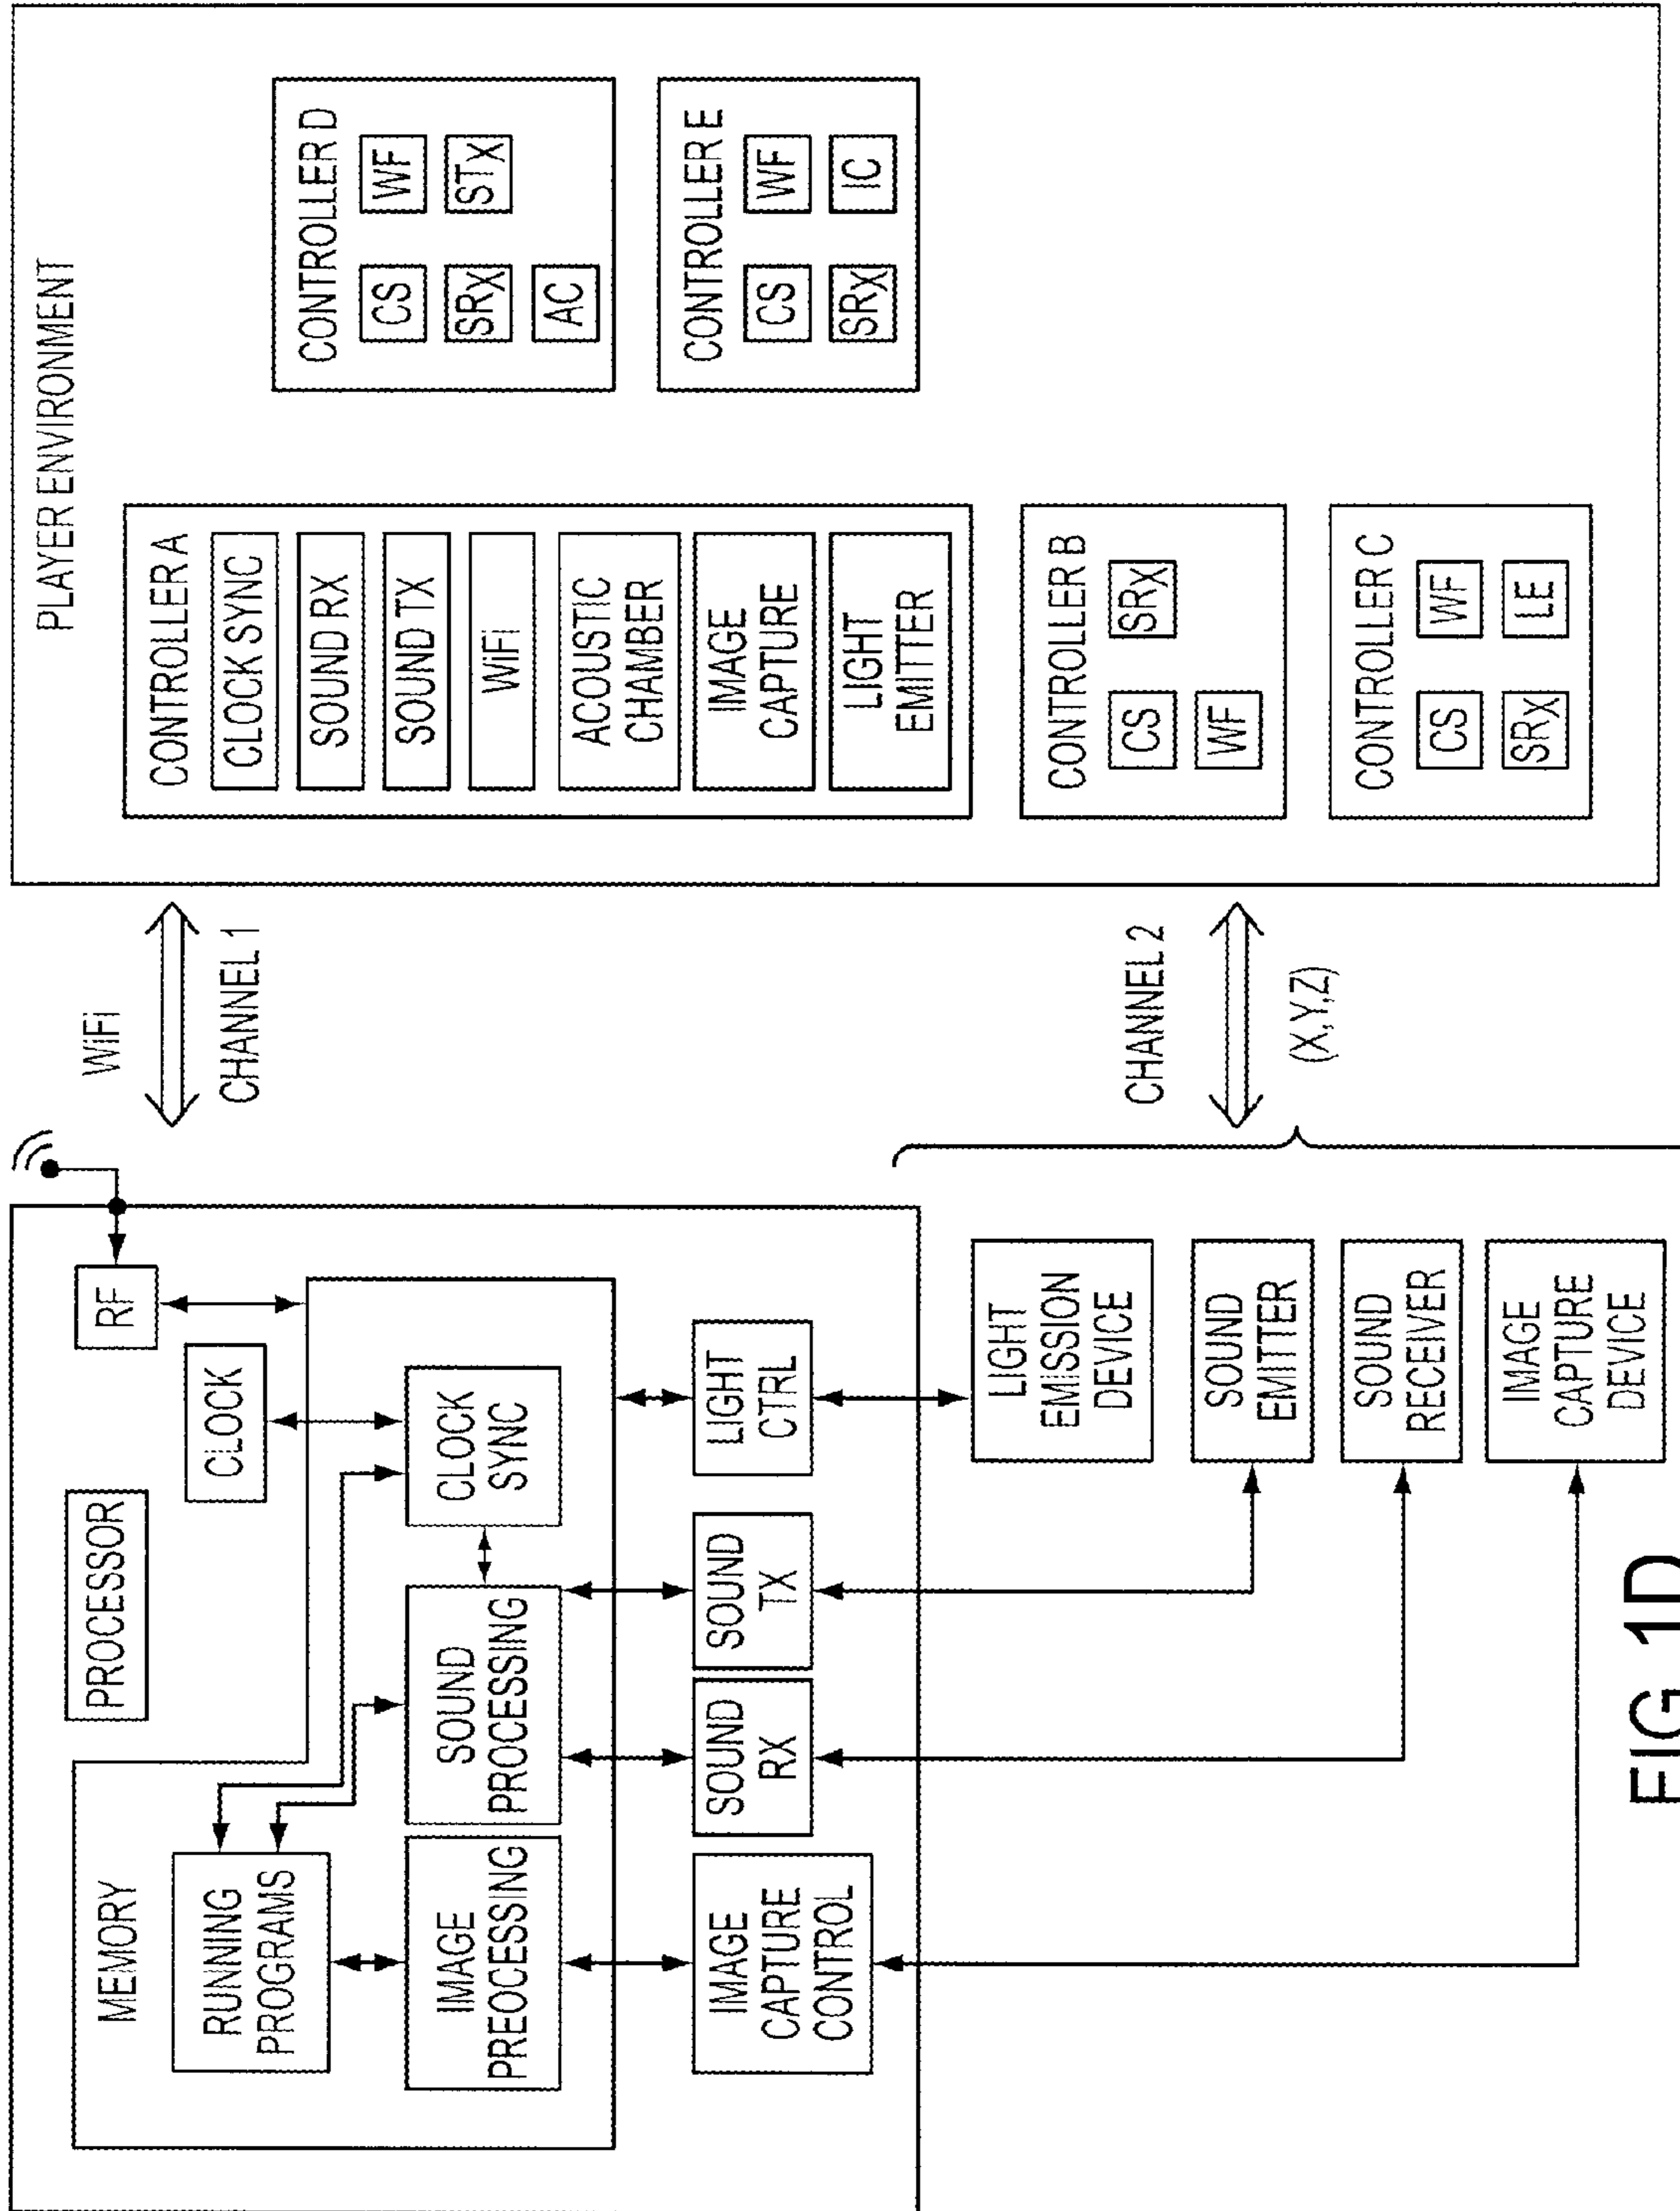 MEMORY
PROCESSOR
RF
CLOCK
RUNNING
PROGRAMS
IMAGE
PREOCESSING
SOUND
PROCESSING
CLOCK
SYNC
IMAGE
CAPTURE
CONTROL
SOUND
RX
SOUND
TX
LIGHT
CTRL
LIGHT
EMISSION
DEVICE
SOUND
EMITTER
SOUND
RECEIVER
IMAGE
CAPTURE
DEVICE
WiFi
CHANNEL 1
CHANNEL 2
(X,Y,Z)
PLAYER ENVIRONMENT
CONTROLLER A
CLOCK SYNC
SOUND RX
SOUND TX
WiFi
ACOUSTIC
CHAMBER
IMAGE
CAPTURE
LIGHT
EMITTER
CONTROLLER B
CS SRX
WF
CONTROLLER C
CS WF
SRX LE
CONTROLLER D
CS WF
SRX STX
AC
CONTROLLER E
CS WF
SRX IC
FIG. 1D